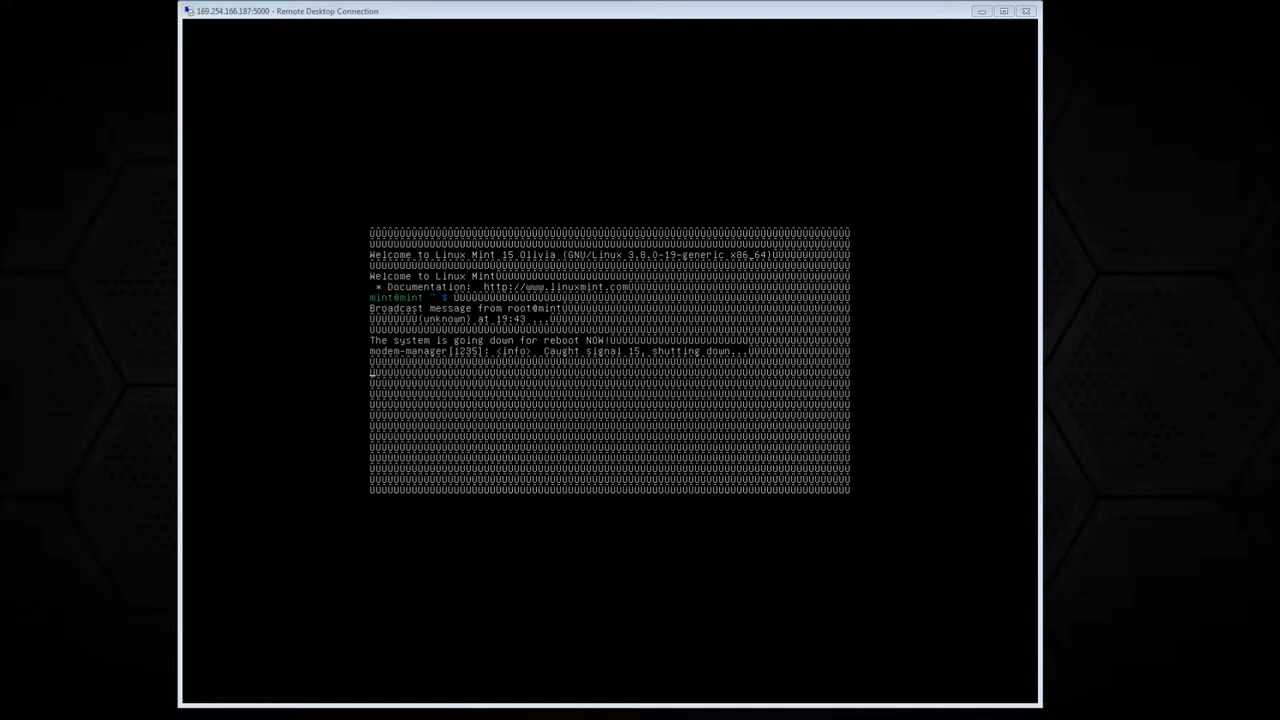 169.254.166.187:5000 - Remote Desktop Connection
Welcome to Linux Mint 15 Olivia (GNU/Linux 3.8.0-19-generic x86_64)
Welcome to Linux Mint
* Documentation:  http://www.linuxmint.com
mint@mint ~ $
Broadcast message from root@mint
(unknown) at 19:43 ...
The system is going down for reboot NOW!
modem-manager[1235]: <info>  Caught signal 15, shutting down...